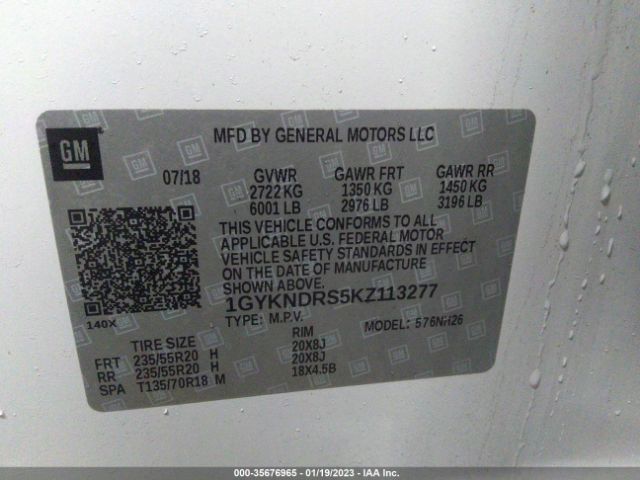 GM
MFD BY GENERAL MOTORS LLC
07/18 GVWR GAWR FRT GAWR RR
2722 KG 1350 KG 1450 KG
6001 LB 2976 LB 3196 LB
THIS VEHICLE CONFORMS TO ALL
APPLICABLE U.S. FEDERAL MOTOR
VEHICLE SAFETY STANDARDS IN EFFECT
ON THE DATE OF MANUFACTURE
SHOWN ABOVE.
1GYKNDRS5KZ113277
140X TYPE: M.P.V. MODEL: 576NH26
TIRE SIZE RIM
FRT 235/55R20 H 20X8J
RR 235/55R20 H 20X8J
SPA T135/70R18 M 18X4.5B
000-35676965 - 01/19/2023 - IAA Inc.